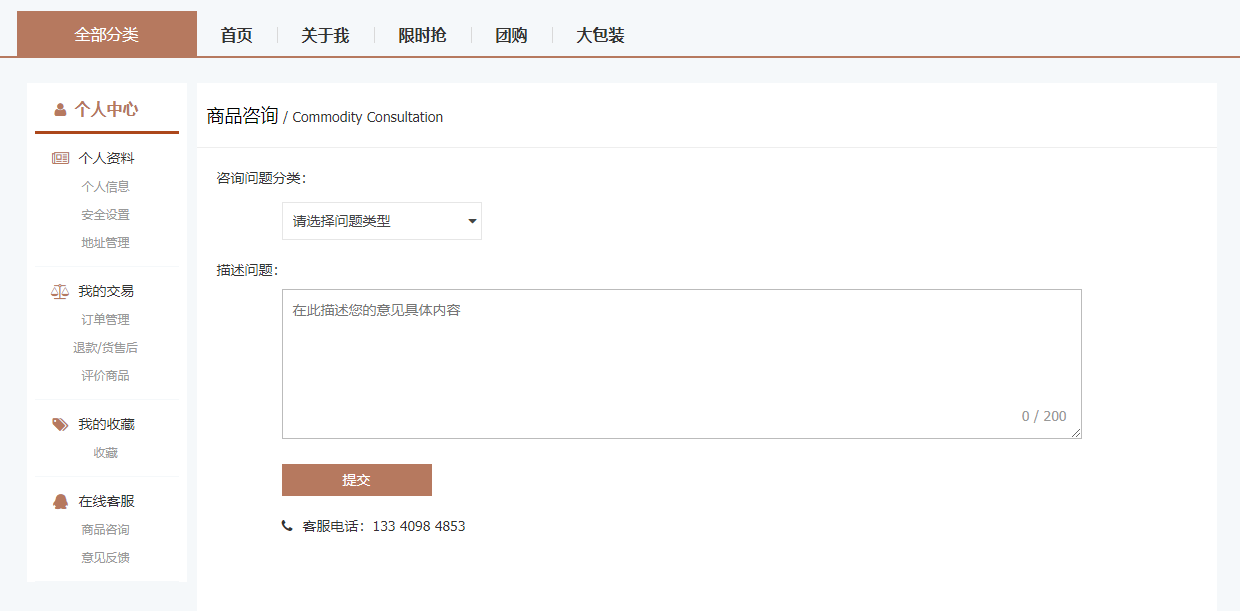 全部分类 首页 关于我 限时抢 团购 大包装
个人中心
个人资料
个人信息
安全设置
地址管理
我的交易
订单管理
退款/货售后
评价商品
我的收藏
收藏
在线客服
商品咨询
意见反馈
商品咨询 / Commodity Consultation
咨询问题分类：
请选择问题类型
描述问题：
在此描述您的意见具体内容
0 / 200
提交
客服电话：133 4098 4853